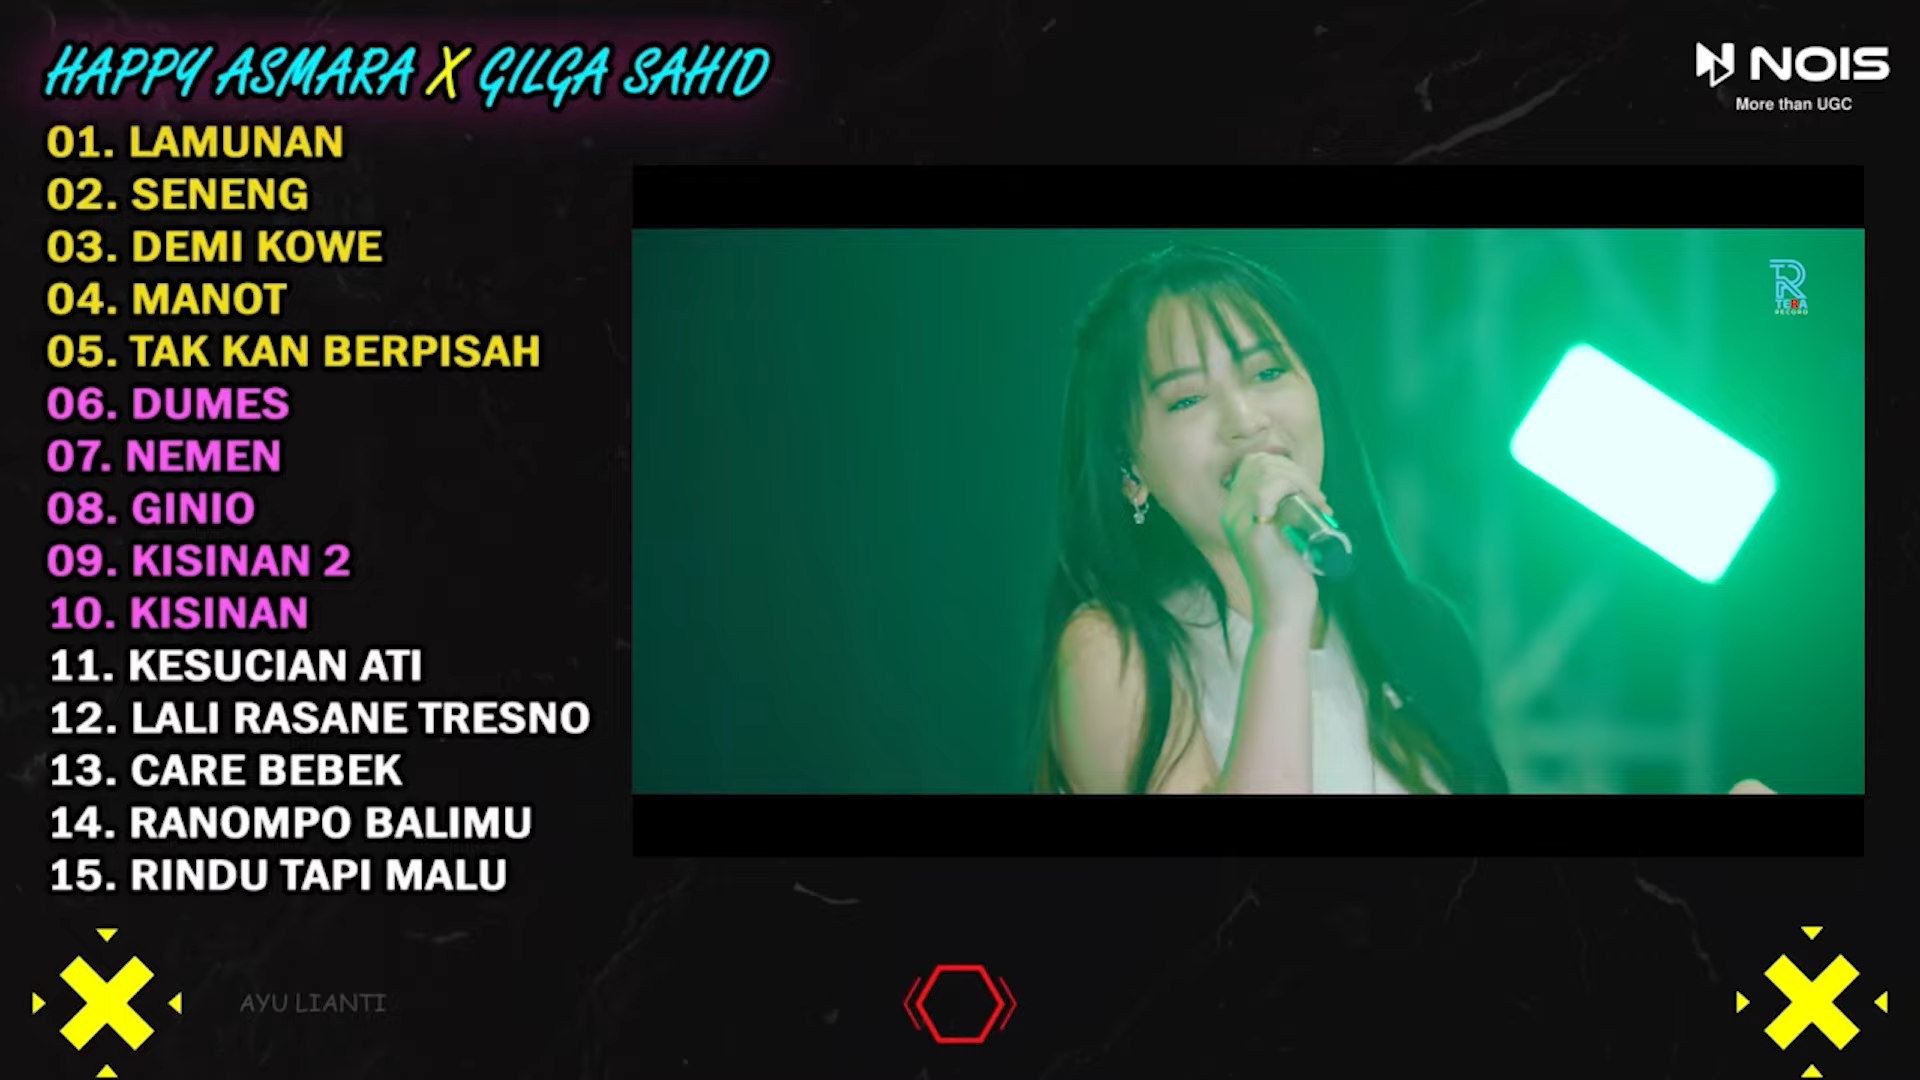 HAPPY ASMARA X GILGA SAHID
01. LAMUNAN
02. SENENG
03. DEMI KOWE
04. MANOT
05. TAK KAN BERPISAH
06. DUMES
07. NEMEN
08. GINIO
09. KISINAN 2
10. KISINAN
11. KESUCIAN ATI
12. LALI RASANE TRESNO
13. CARE BEBEK
14. RANOMPO BALIMU
15. RINDU TAPI MALU
NOIS
More than UGC
TERA
RECORD
AYU LIANTI